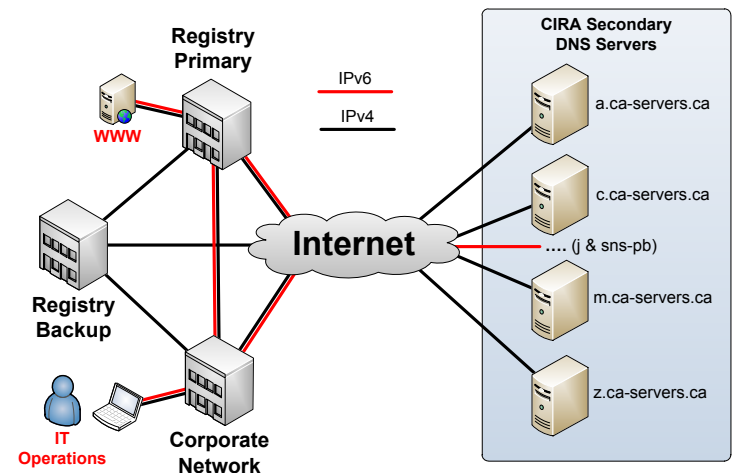 Registry
Primary
WWW
IPv6
IPv4
Registry
Backup
Internet
IT
Operations
Corporate
Network
CIRA Secondary
DNS Servers
a.ca-servers.ca
c.ca-servers.ca
.... (j & sns-pb)
m.ca-servers.ca
z.ca-servers.ca